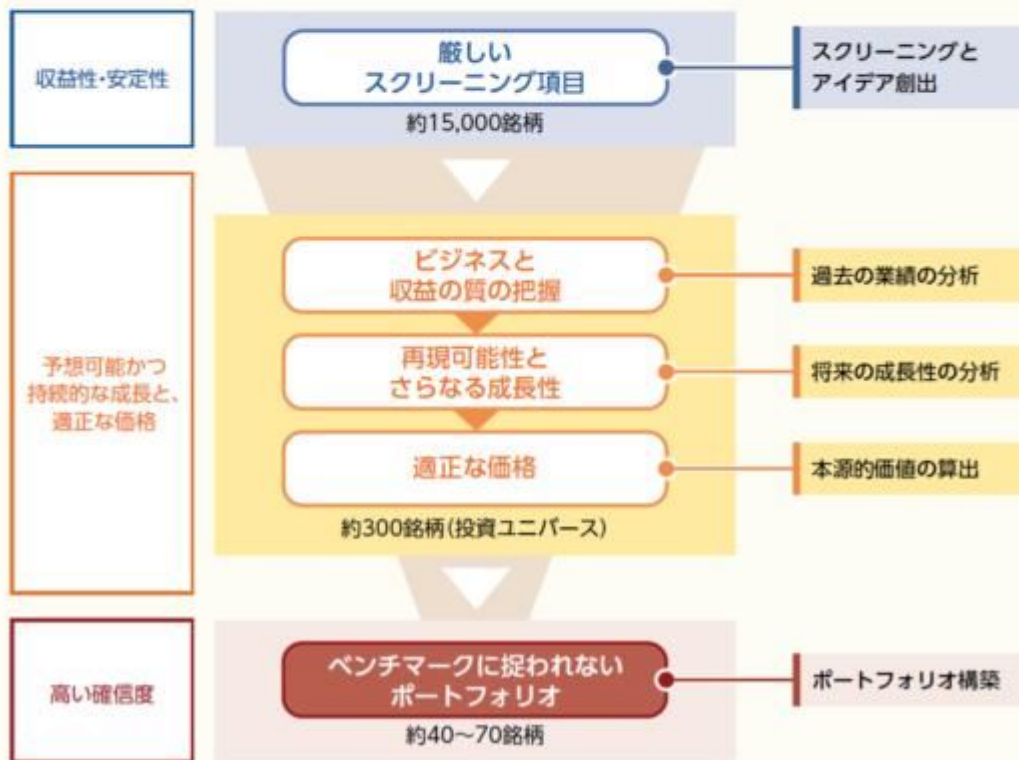 収益性・安定性
厳しい
スクリーニング項目
約15,000銘柄
スクリーニングと
アイデア創出
予想可能かつ
持続的な成長と、
適正な価格
ビジネスと
収益の質の把握
過去の業績の分析
再現可能性と
さらなる成長性
将来の成長性の分析
適正な価格
本源的価値の算出
約300銘柄(投資ユニバース)
高い確信度
ベンチマークに捉われない
ポートフォリオ
約40～70銘柄
ポートフォリオ構築